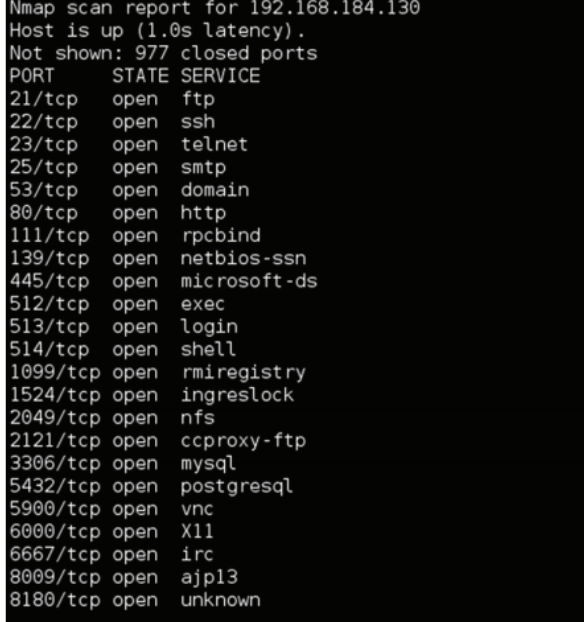 Nmap scan report for 192.168.184.130
Host is up (1.0s latency).
Not shown: 977 closed ports
PORT     STATE SERVICE
21/tcp   open  ftp
22/tcp   open  ssh
23/tcp   open  telnet
25/tcp   open  smtp
53/tcp   open  domain
80/tcp   open  http
111/tcp  open  rpcbind
139/tcp  open  netbios-ssn
445/tcp  open  microsoft-ds
512/tcp  open  exec
513/tcp  open  login
514/tcp  open  shell
1099/tcp open  rmiregistry
1524/tcp open  ingreslock
2049/tcp open  nfs
2121/tcp open  ccproxy-ftp
3306/tcp open  mysql
5432/tcp open  postgresql
5900/tcp open  vnc
6000/tcp open  X11
6667/tcp open  irc
8009/tcp open  ajp13
8180/tcp open  unknown